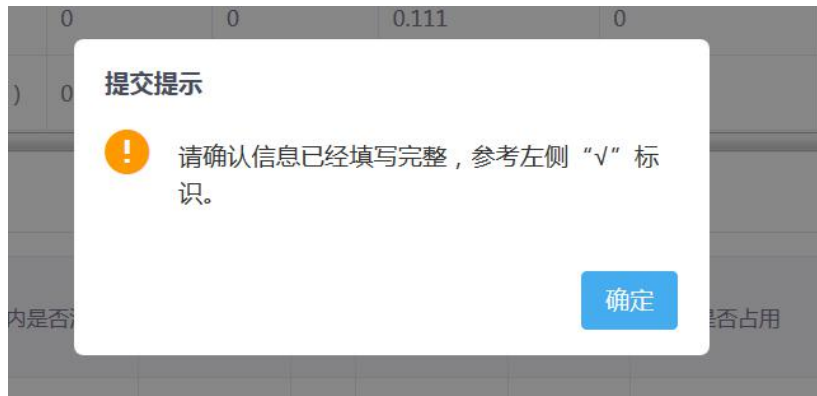 0 0 0.111 0
) 0
提交提示
请确认信息已经填写完整，参考左侧“√”标
识。
确定
内是否 是否占用